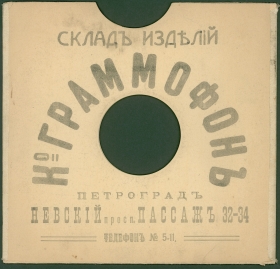 СКЛАДЪ ИЗДѢЛІЙ
Ко= ГРАММОФОНЪ
ПЕТРОГРАДЪ
НЕВСКІЙ просп. ПАССАЖЪ 32-34
ТЕЛЕФОНЪ № 5-11.